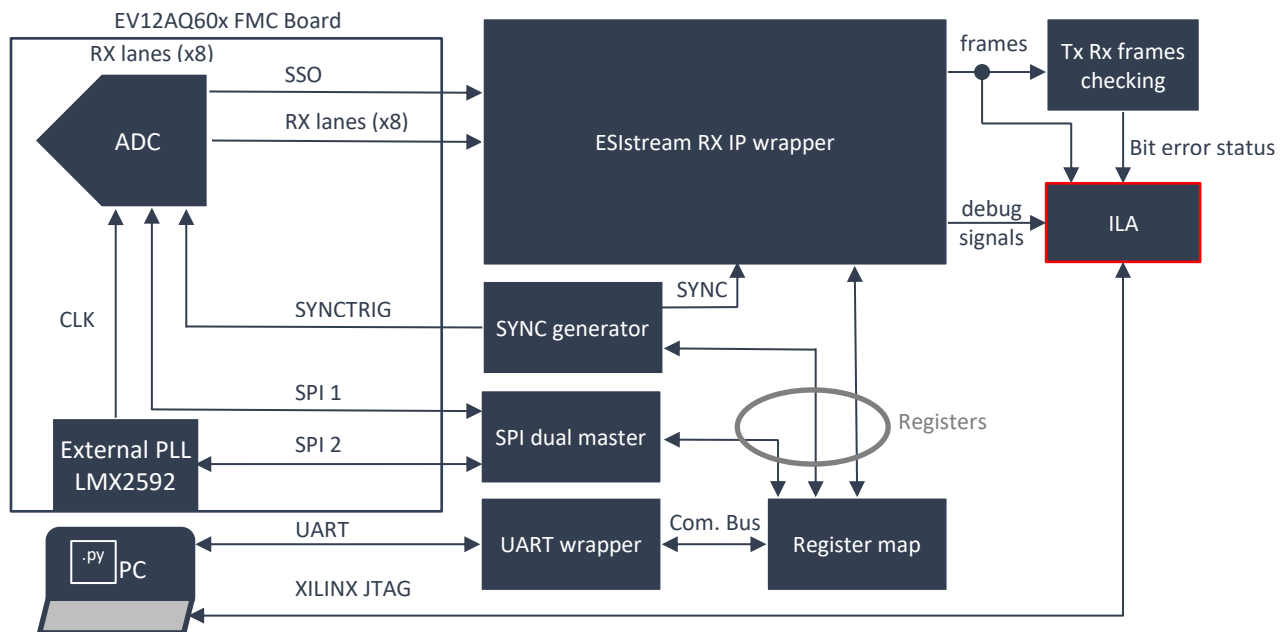 EV12AQ60x FMC Board
RX lanes (x8)
SSO
RX lanes (x8)
ADC
ESIstream RX IP wrapper
frames
Tx Rx frames
checking
Bit error status
debug
signals
ILA
CLK
SYNCTRIG
SYNC generator
SYNC
SPI 1
SPI 2
SPI dual master
Registers
External PLL
LMX2592
UART
UART wrapper
Com. Bus
Register map
.py
PC
XILINX JTAG